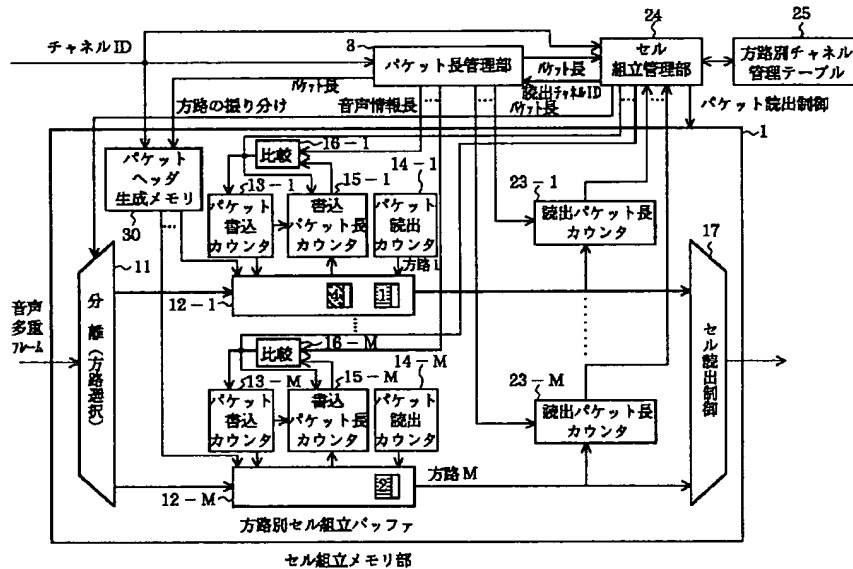 24
25
チャネルID
8
セル
組立管理部
方路別チャネル
管理テーブル
パケット長管理部
パケット長
パケット長
読出チャネルID
方路の振り分け
音声情報長
パケット長
パケット読出制御
1
16-1
比較
14-1
パケット
ヘッダ
生成メモリ
30
13-1
15-1
パケット
書込
カウンタ
書込
パケット長
カウンタ
パケット
読出
カウンタ
23-1
読出パケット長
カウンタ
17
11
方路1
音声
多重
フレーム
分離(方路選択)
12-1
4
1
セル読出制御
比較
16-M
13-M
15-M
14-M
23-M
パケット
書込
カウンタ
書込
パケット長
カウンタ
パケット
読出
カウンタ
読出パケット長
カウンタ
方路M
12-M
2
方路別セル組立バッファ
セル組立メモリ部